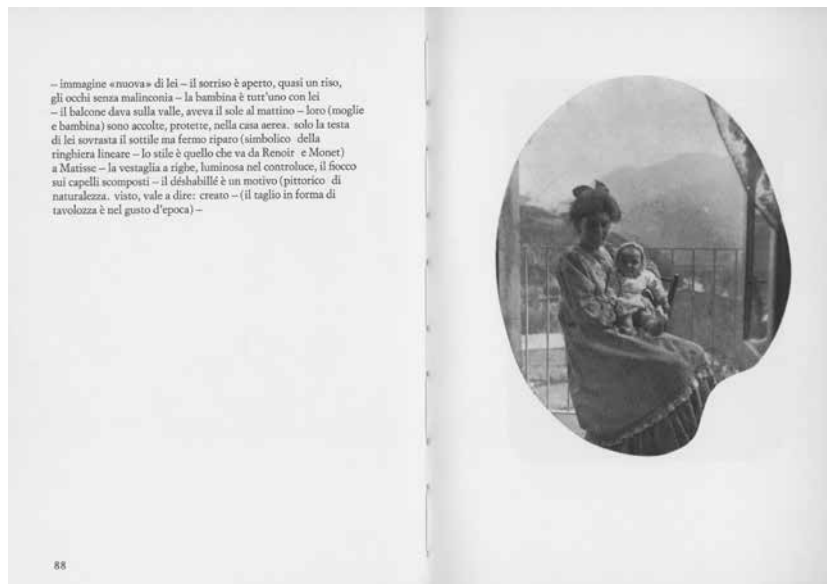 – immagine «nuova» di lei – il sorriso è aperto, quasi un riso,
gli occhi senza malinconia – la bambina è tutt'uno con lei
– il balcone dava sulla valle, aveva il sole al mattino – loro (moglie
e bambina) sono accolte, protette, nella casa aerea. solo la testa
di lei sovrasta il sottile ma fermo riparo (simbolico della
ringhiera lineare – lo stile è quello che va da Renoir e Monet)
a Matisse – la vestaglia a righe, luminosa nel controluce, il fiocco
sui capelli scomposti – il déshabillé è un motivo (pittorico di
naturalezza. visto, vale a dire: creato – (il taglio in forma di
tavolozza è nel gusto d'epoca) –
88